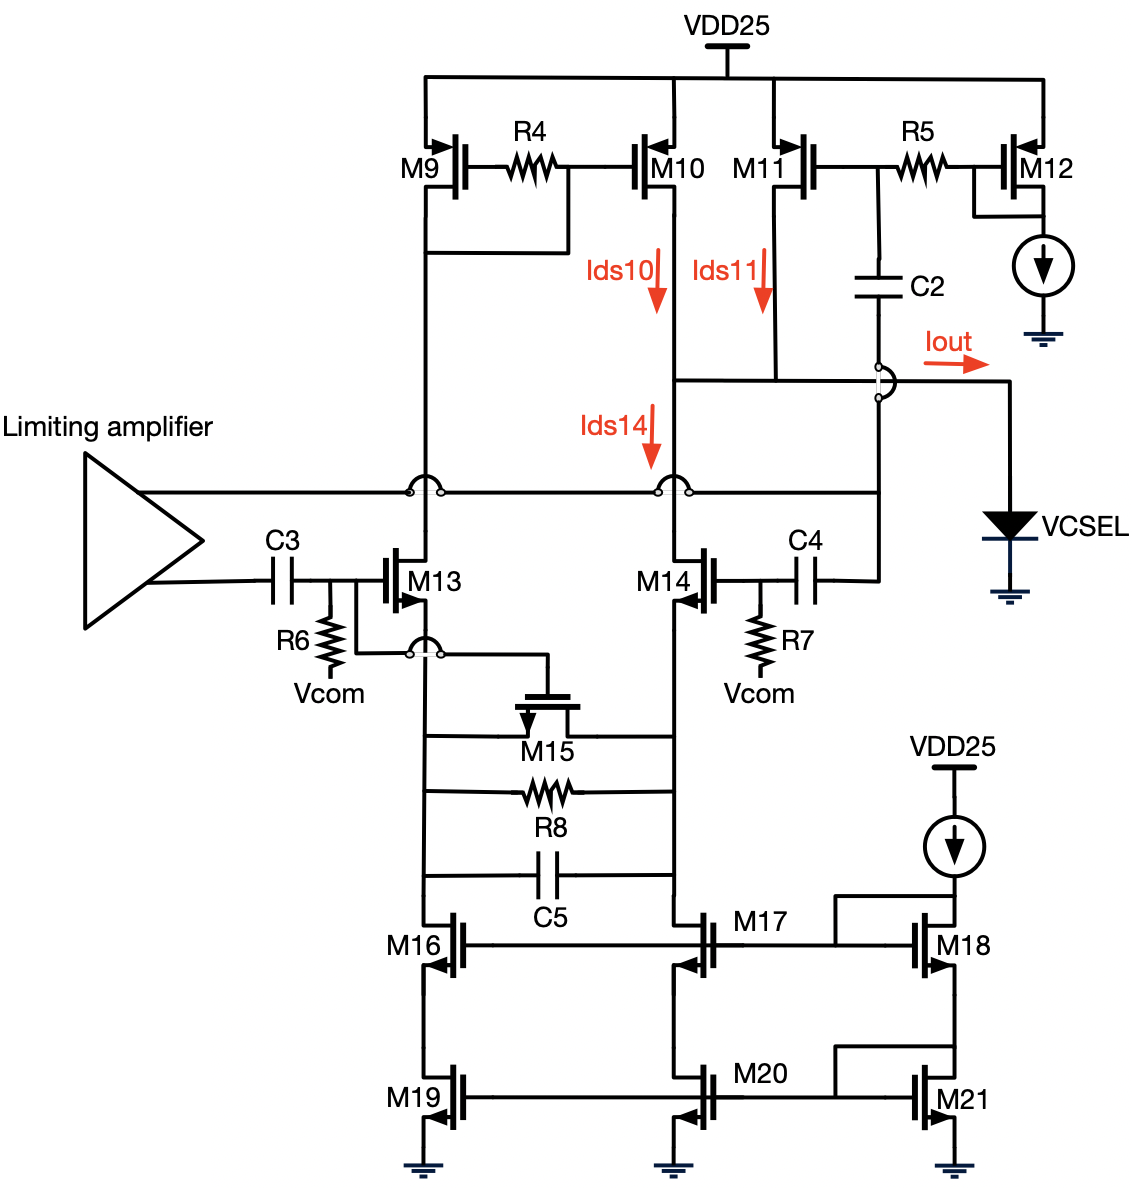 VDD25
R4
R5
M9
M10
M11
M12
Ids10
Ids11
C2
Iout
Limiting amplifier
Ids14
VCSEL
C3
C4
M13
M14
R6
R7
Vcom
Vcom
M15
VDD25
R8
C5
M17
M16
M18
M20
M19
M21